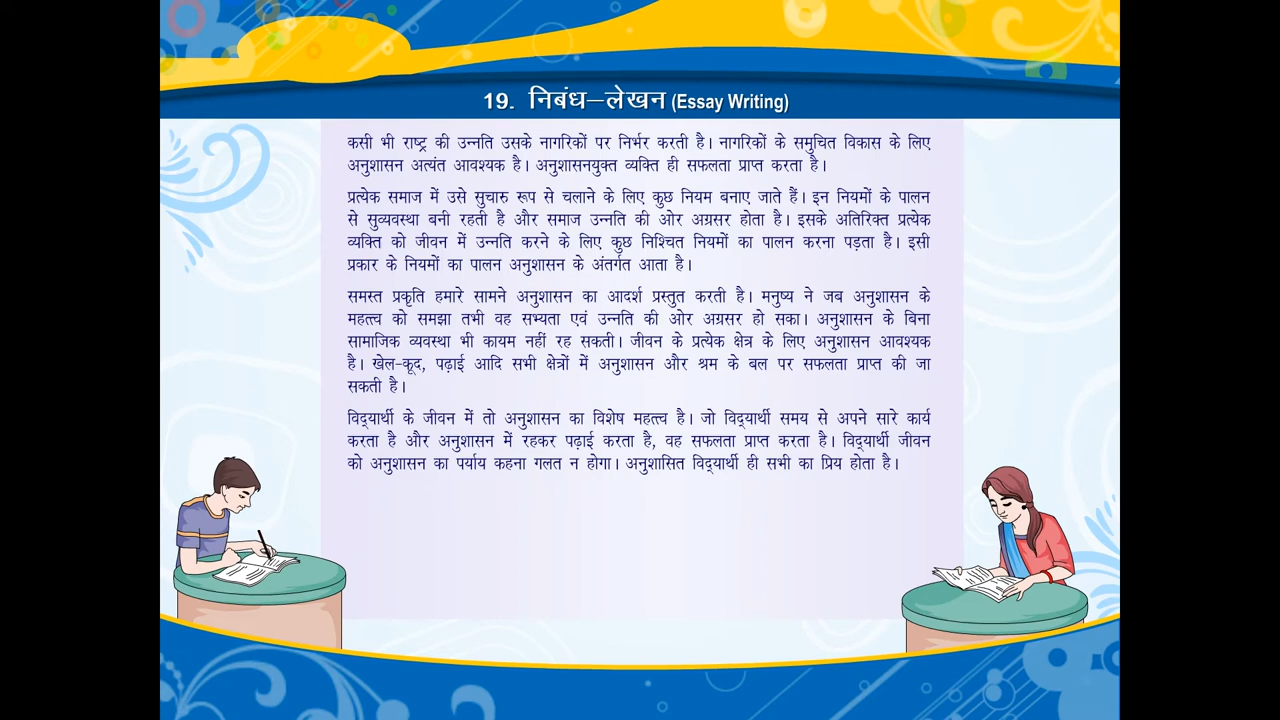 19. निबंध–लेखन (Essay Writing)
कसी भी राष्ट्र की उन्नति उसके नागरिकों पर निर्भर करती है। नागरिकों के समुचित विकास के लिए
अनुशासन अत्यंत आवश्यक है। अनुशासनयुक्त व्यक्ति ही सफलता प्राप्त करता है।
प्रत्येक समाज में उसे सुचारु रूप से चलाने के लिए कुछ नियम बनाए जाते हैं। इन नियमों के पालन
से सुव्यवस्था बनी रहती है और समाज उन्नति की ओर अग्रसर होता है। इसके अतिरिक्त प्रत्येक
व्यक्ति को जीवन में उन्नति करने के लिए कुछ निश्चित नियमों का पालन करना पड़ता है। इसी
प्रकार के नियमों का पालन अनुशासन के अंतर्गत आता है।
समस्त प्रकृति हमारे सामने अनुशासन का आदर्श प्रस्तुत करती है। मनुष्य ने जब अनुशासन के
महत्त्व को समझा तभी वह सभ्यता एवं उन्नति की ओर अग्रसर हो सका। अनुशासन के बिना
सामाजिक व्यवस्था भी कायम नहीं रह सकती। जीवन के प्रत्येक क्षेत्र के लिए अनुशासन आवश्यक
है। खेल-कूद, पढ़ाई आदि सभी क्षेत्रों में अनुशासन और श्रम के बल पर सफलता प्राप्त की जा
सकती है।
विद्‌यार्थी के जीवन में तो अनुशासन का विशेष महत्त्व है। जो विद्‌यार्थी समय से अपने सारे कार्य
करता है और अनुशासन में रहकर पढ़ाई करता है, वह सफलता प्राप्त करता है। विद्‌यार्थी जीवन
को अनुशासन का पर्याय कहना गलत न होगा। अनुशासित विद्‌यार्थी ही सभी का प्रिय होता है।